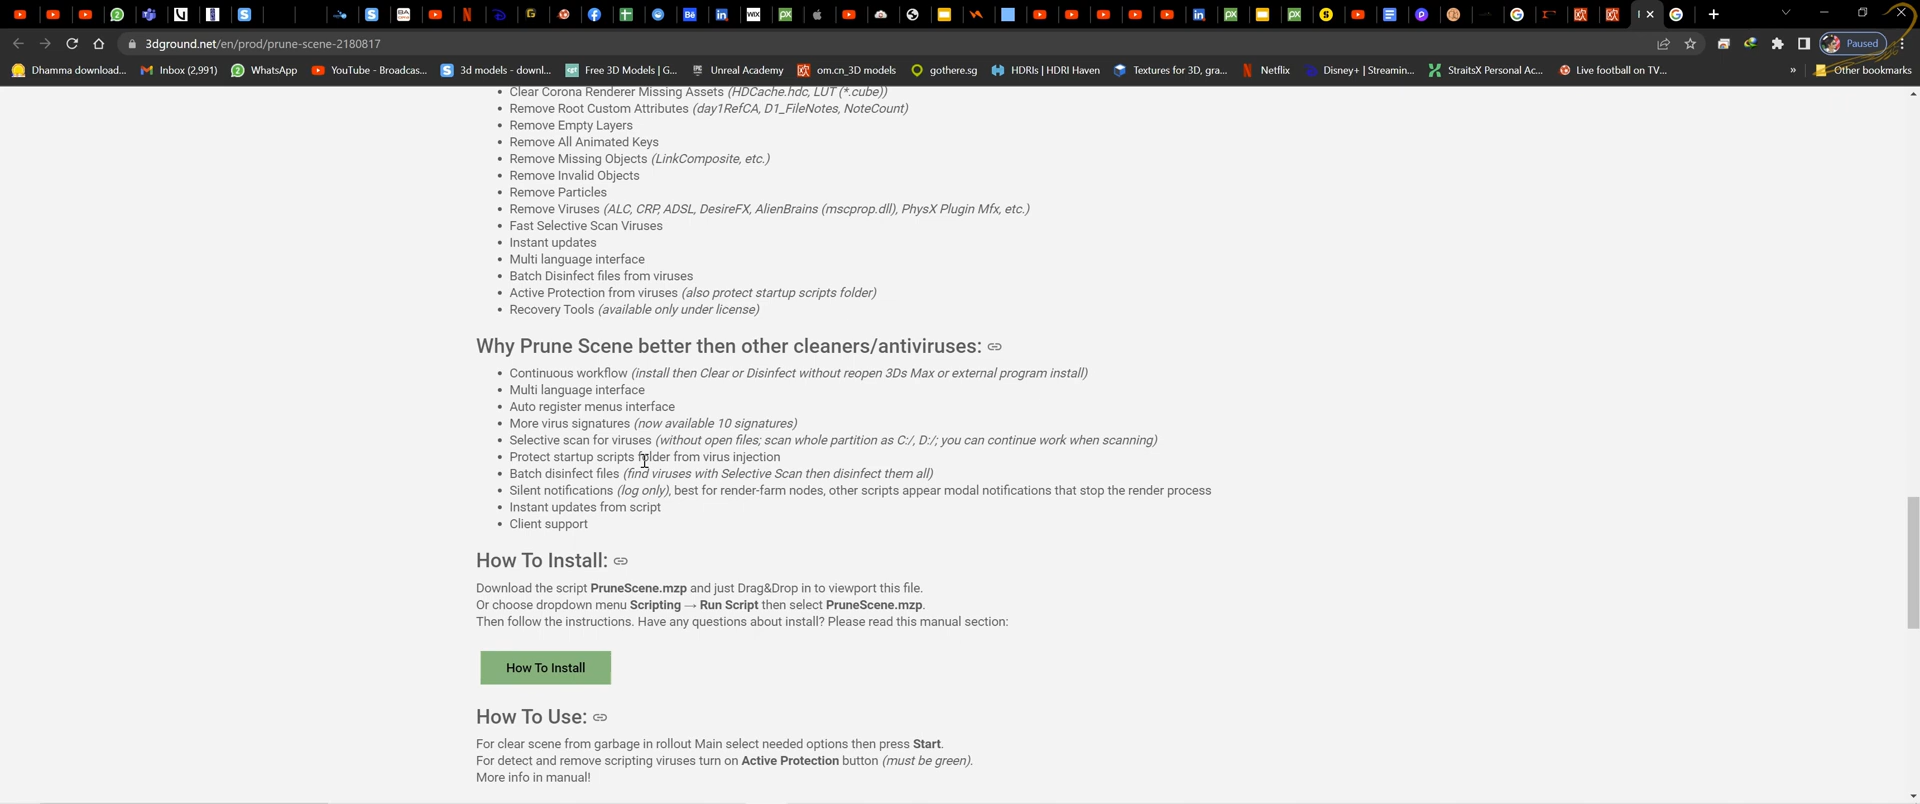 3dground.net/en/prod/prune-scene-2180817
Paused
Dhamma download...
Inbox (2,991)
WhatsApp
YouTube - Broadcas...
3d models - downl...
Free 3D Models | G...
Unreal Academy
om.cn_3D models
gothere.sg
HDRIs | HDRI Haven
Textures for 3D, gra...
Netflix
Disney+ | Streamin...
StraitsX Personal Ac...
Live football on TV...
»
Other bookmarks
• Clear Corona Renderer Missing Assets (HDCache.hdc, LUT (*.cube))
• Remove Root Custom Attributes (day1RefCA, D1_FileNotes, NoteCount)
• Remove Empty Layers
• Remove All Animated Keys
• Remove Missing Objects (LinkComposite, etc.)
• Remove Invalid Objects
• Remove Particles
• Remove Viruses (ALC, CRP, ADSL, DesireFX, AlienBrains (mscprop.dll), PhysX Plugin Mfx, etc.)
• Fast Selective Scan Viruses
• Instant updates
• Multi language interface
• Batch Disinfect files from viruses
• Active Protection from viruses (also protect startup scripts folder)
• Recovery Tools (available only under license)
Why Prune Scene better then other cleaners/antiviruses:
• Continuous workflow (install then Clear or Disinfect without reopen 3Ds Max or external program install)
• Multi language interface
• Auto register menus interface
• More virus signatures (now available 10 signatures)
• Selective scan for viruses (without open files; scan whole partition as C:/, D:/; you can continue work when scanning)
• Protect startup scripts folder from virus injection
• Batch disinfect files (find viruses with Selective Scan then disinfect them all)
• Silent notifications (log only), best for render-farm nodes, other scripts appear modal notifications that stop the render process
• Instant updates from script
• Client support
How To Install:
Download the script PruneScene.mzp and just Drag&Drop in to viewport this file.
Or choose dropdown menu Scripting → Run Script then select PruneScene.mzp.
Then follow the instructions. Have any questions about install? Please read this manual section:
How To Install
How To Use:
For clear scene from garbage in rollout Main select needed options then press Start.
For detect and remove scripting viruses turn on Active Protection button (must be green).
More info in manual!